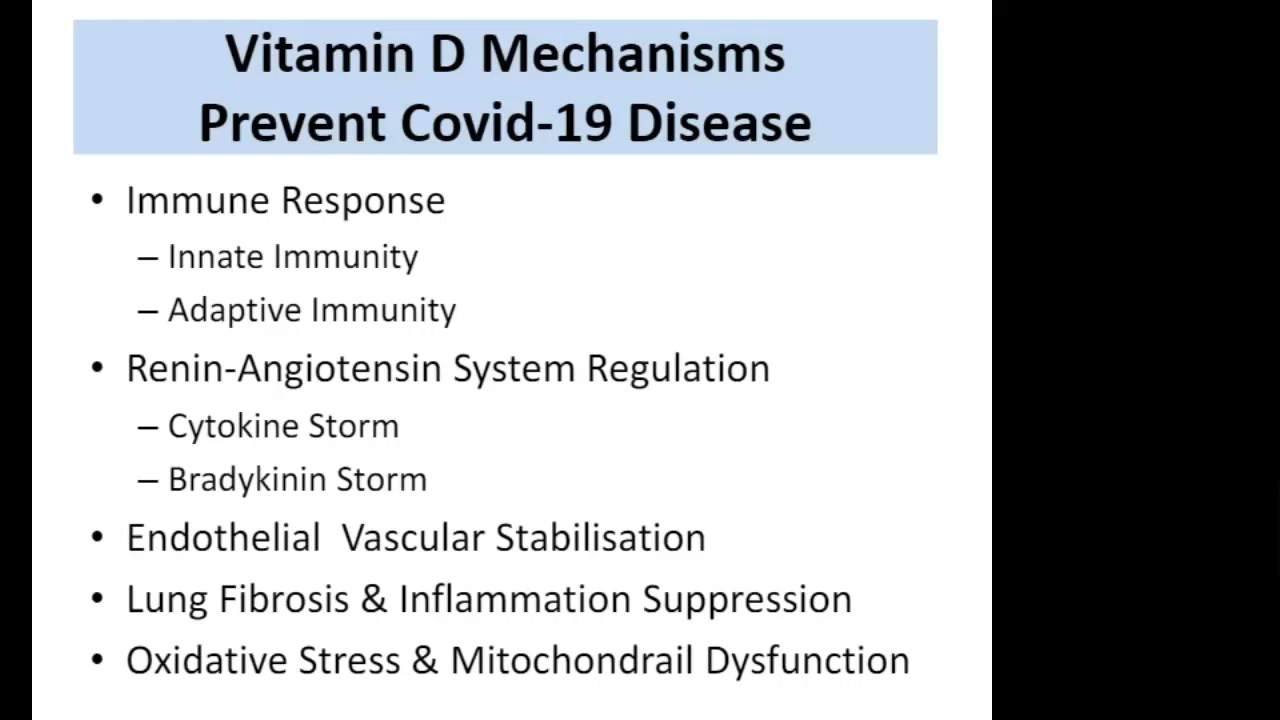 Vitamin D Mechanisms
Prevent Covid-19 Disease
• Immune Response
– Innate Immunity
– Adaptive Immunity
• Renin-Angiotensin System Regulation
– Cytokine Storm
– Bradykinin Storm
• Endothelial  Vascular Stabilisation
• Lung Fibrosis & Inflammation Suppression
• Oxidative Stress & Mitochondrail Dysfunction